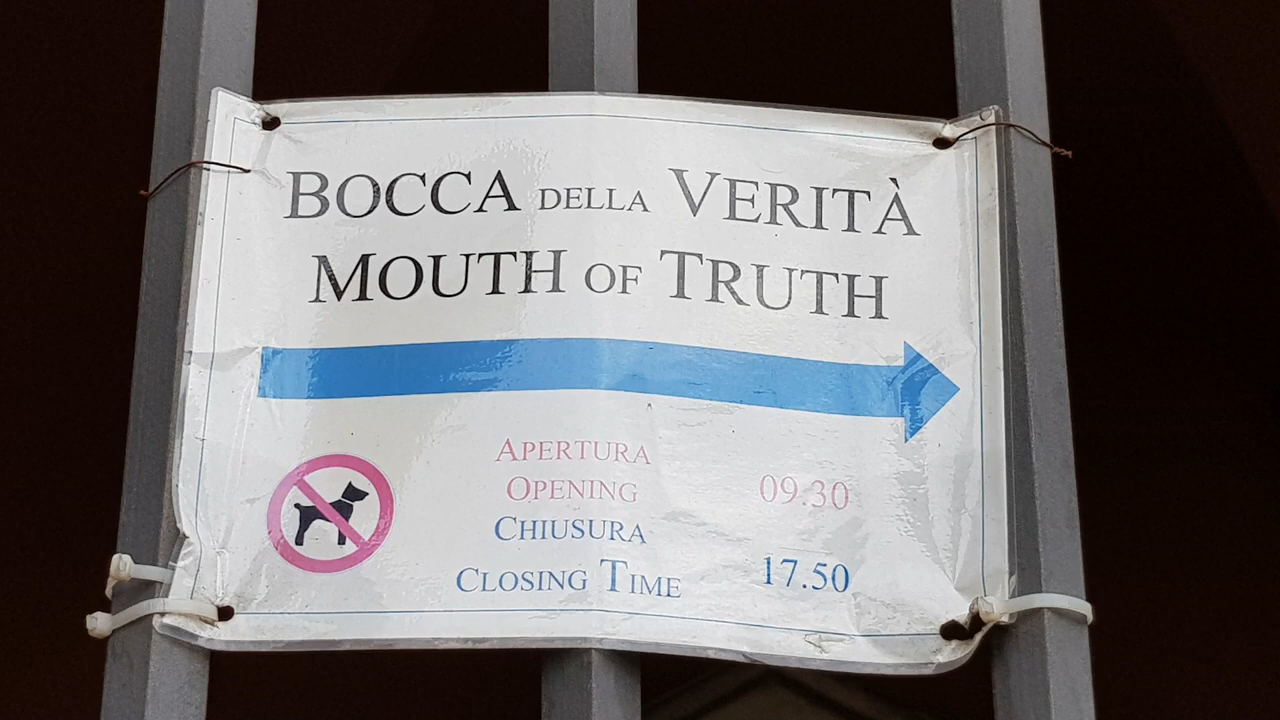 BOCCA DELLA VERITÀ
MOUTH OF TRUTH
APERTURA
OPENING 09.30
CHIUSURA
CLOSING TIME 17.50